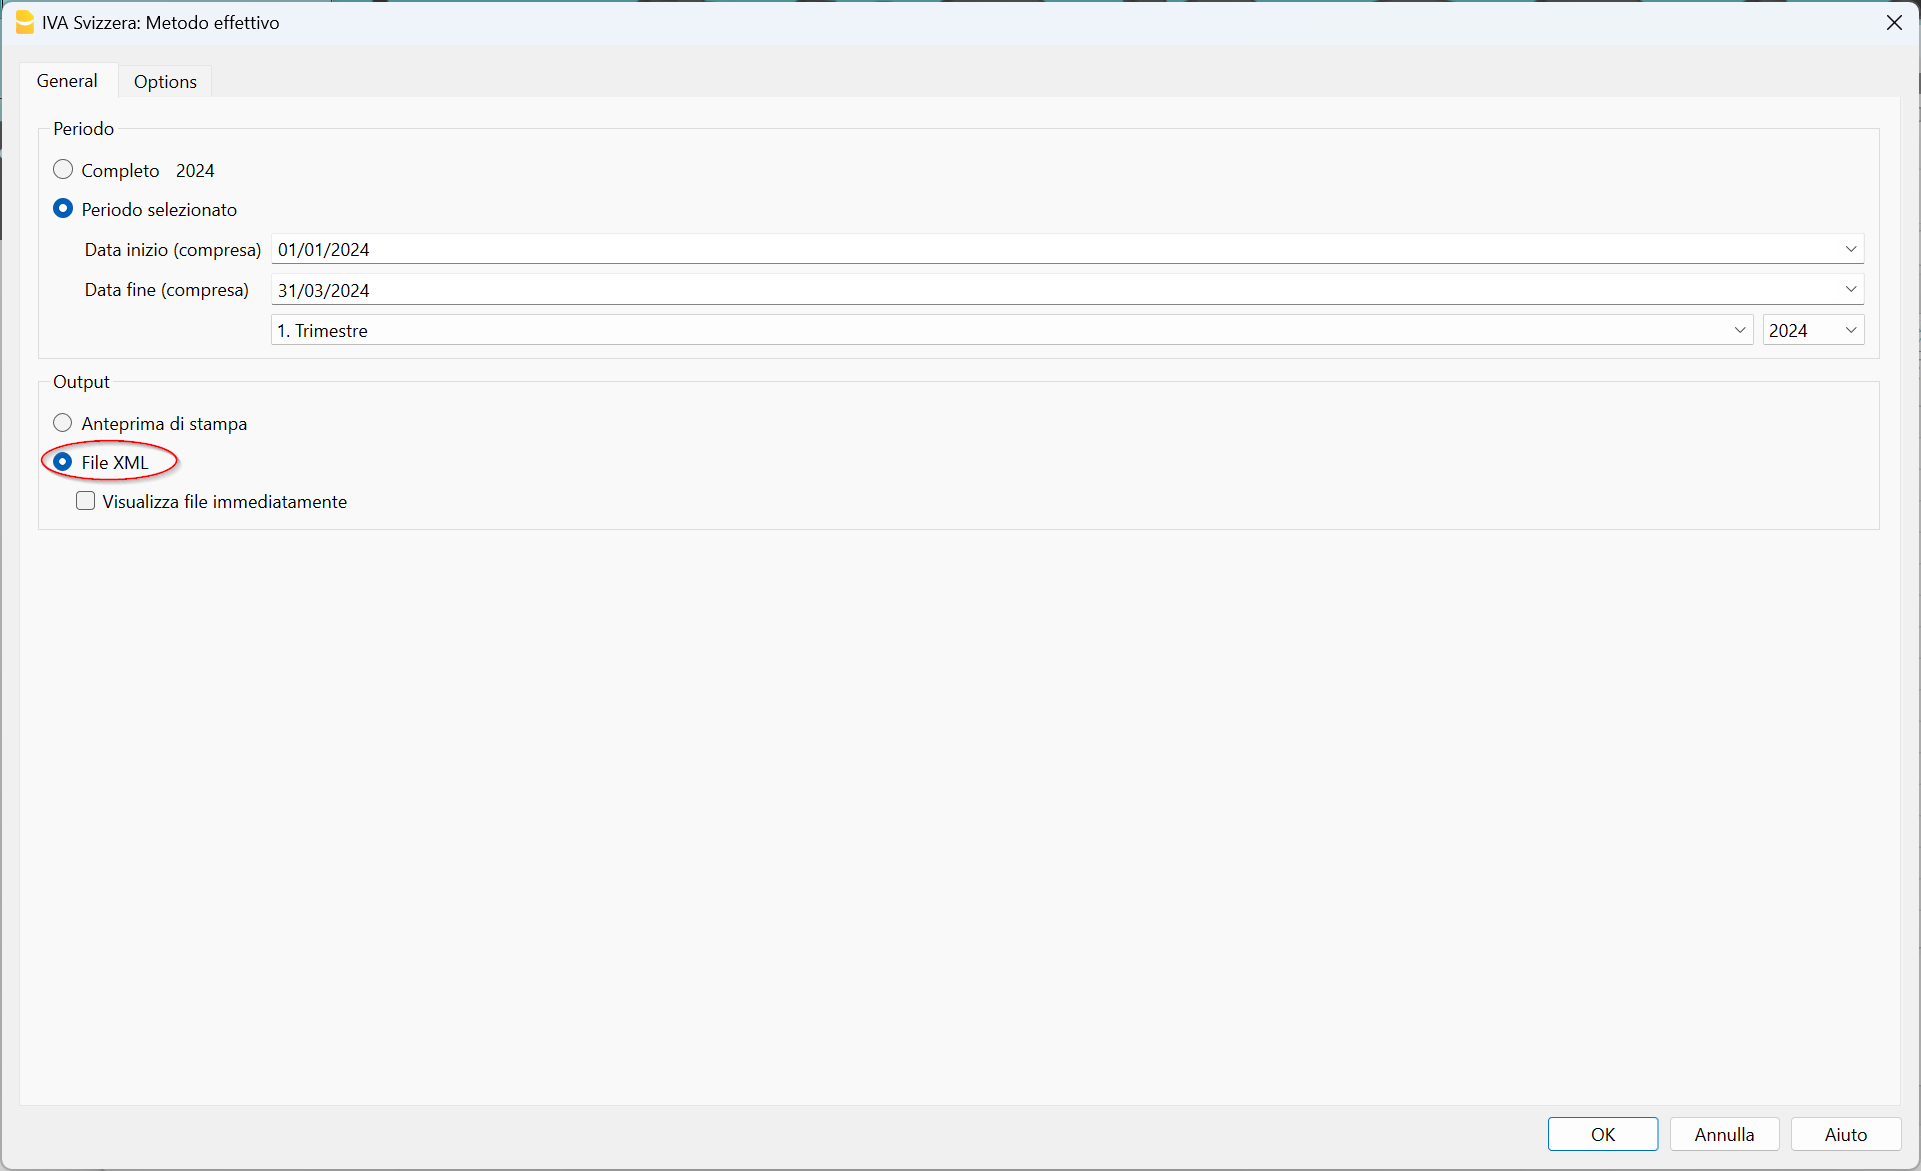 IVA Svizzera: Metodo effettivo
General Options
Periodo
Completo 2024
Periodo selezionato
Data inizio (compresa) 01/01/2024
Data fine (compresa) 31/03/2024
1. Trimestre 2024
Output
Anteprima di stampa
File XML
Visualizza file immediatamente
OK Annulla Aiuto